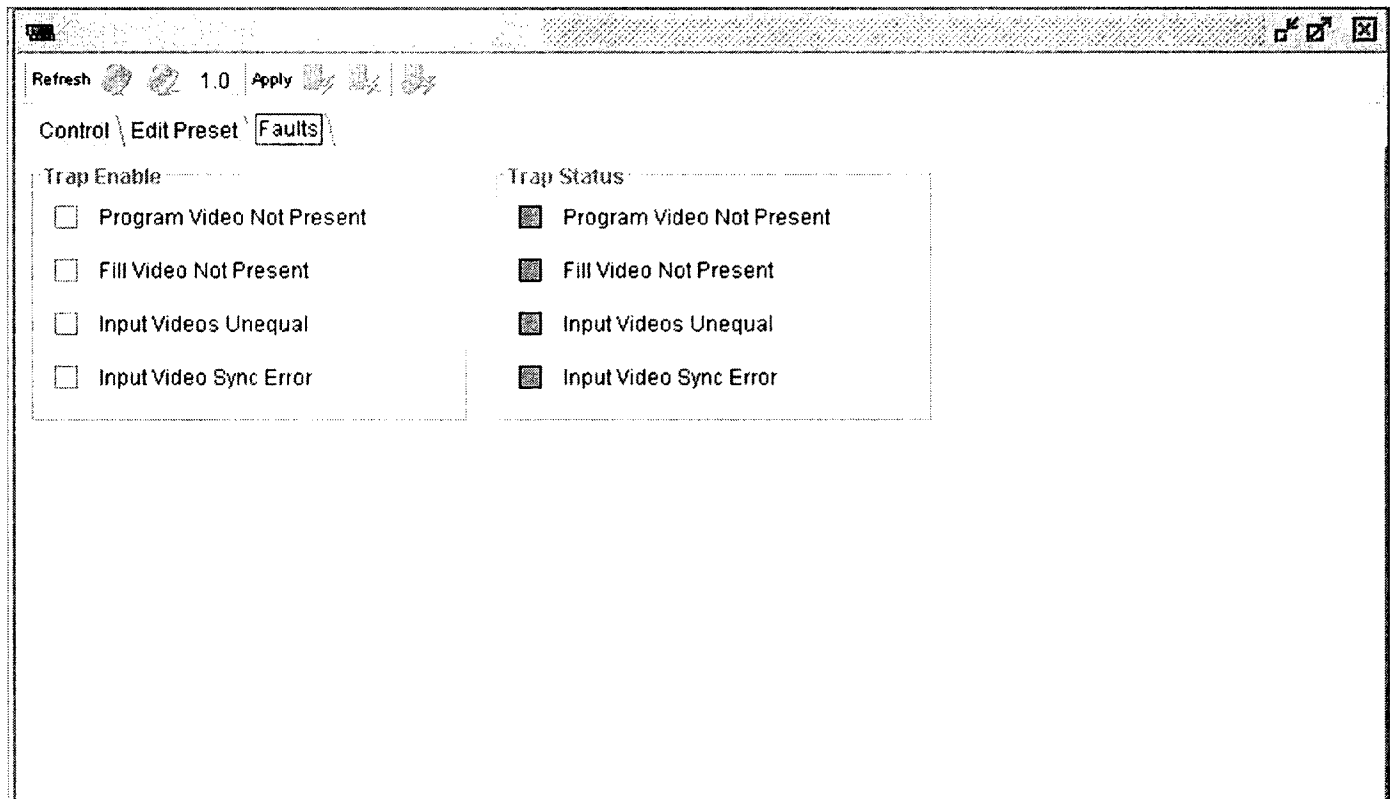 Refresh 1.0 Apply
Control Edit Preset Faults
Trap Enable
Program Video Not Present
Fill Video Not Present
Input Videos Unequal
Input Video Sync Error
Trap Status
Program Video Not Present
Fill Video Not Present
Input Videos Unequal
Input Video Sync Error